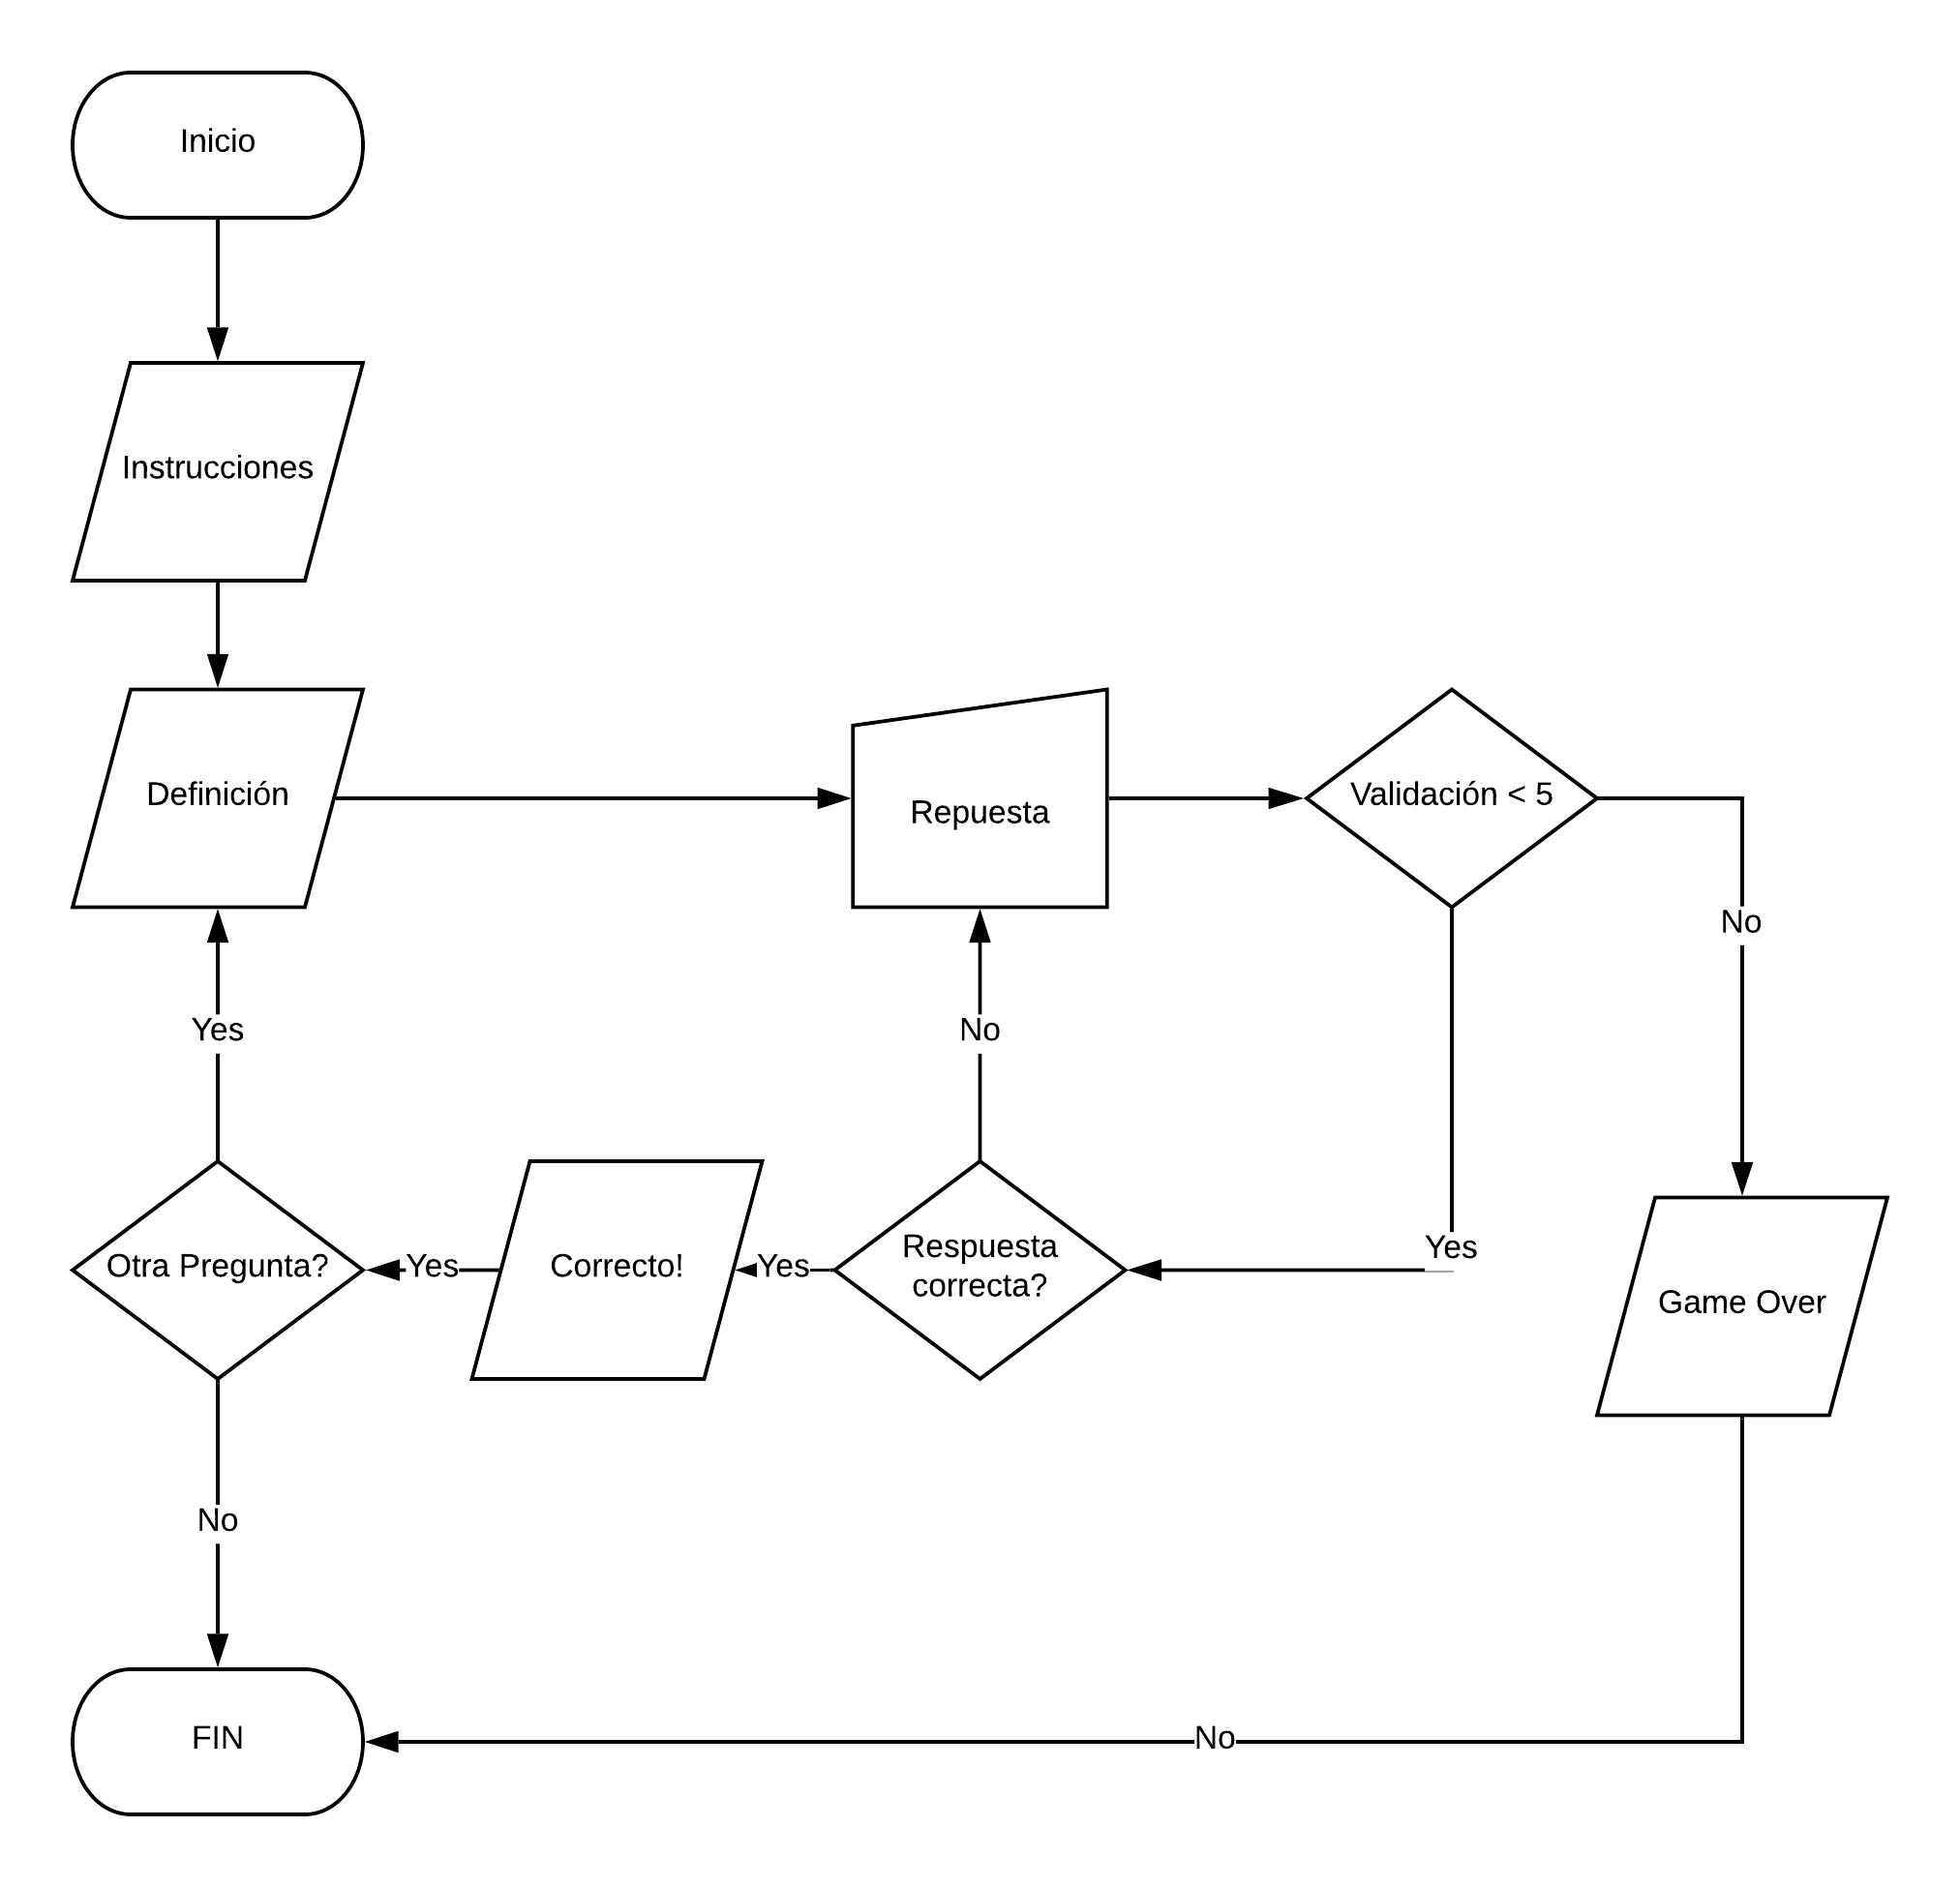 Inicio
Instrucciones
Definición
Repuesta
Validación < 5
No
Yes
No
Otra Pregunta?
Yes
Correcto!
Yes
Respuesta
correcta?
Yes
Game Over
No
FIN
No